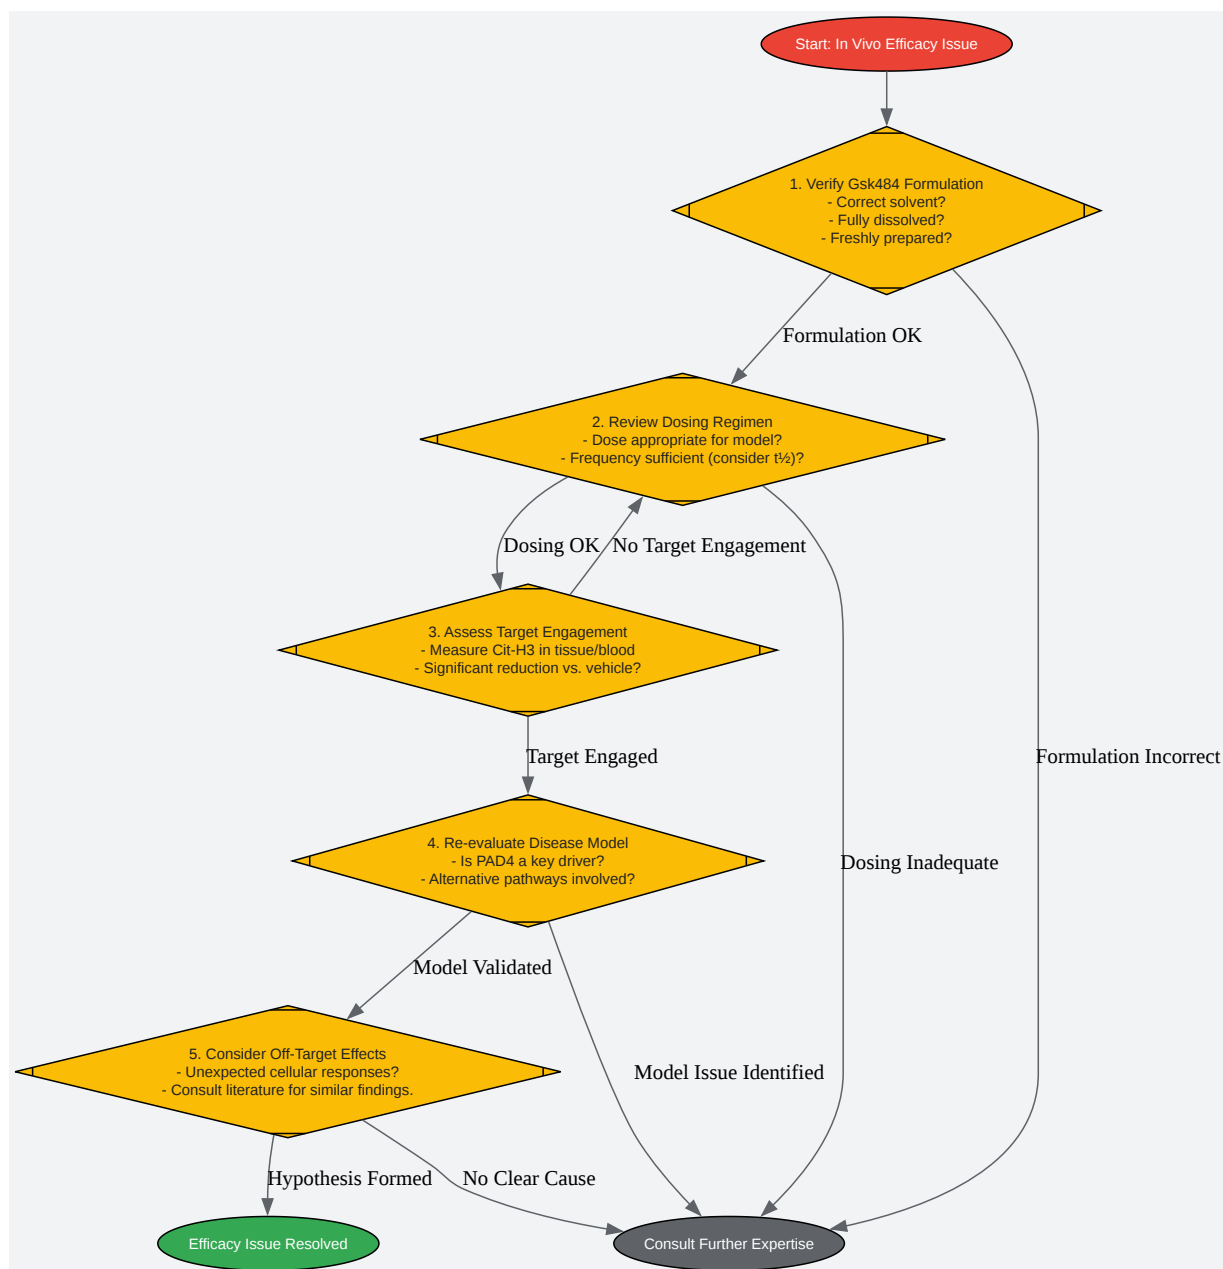 Start: In Vivo Efficacy Issue
1. Verify Gsk484 Formulation
- Correct solvent?
- Fully dissolved?
- Freshly prepared?
Formulation OK
2. Review Dosing Regimen
- Dose appropriate for model?
- Frequency sufficient (consider t½)?
Dosing OK
No Target Engagement
3. Assess Target Engagement
- Measure Cit-H3 in tissue/blood
- Significant reduction vs. vehicle?
Target Engaged
Formulation Incorrect
4. Re-evaluate Disease Model
- Is PAD4 a key driver?
- Alternative pathways involved?
Dosing Inadequate
Model Validated
5. Consider Off-Target Effects
- Unexpected cellular responses?
- Consult literature for similar findings.
Model Issue Identified
Hypothesis Formed
No Clear Cause
Efficacy Issue Resolved
Consult Further Expertise